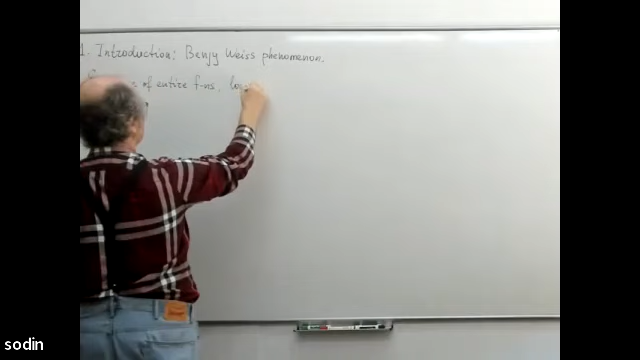 1. Introduction: Benjy Weiss phenomenon.
of entire f-ns,
sodin